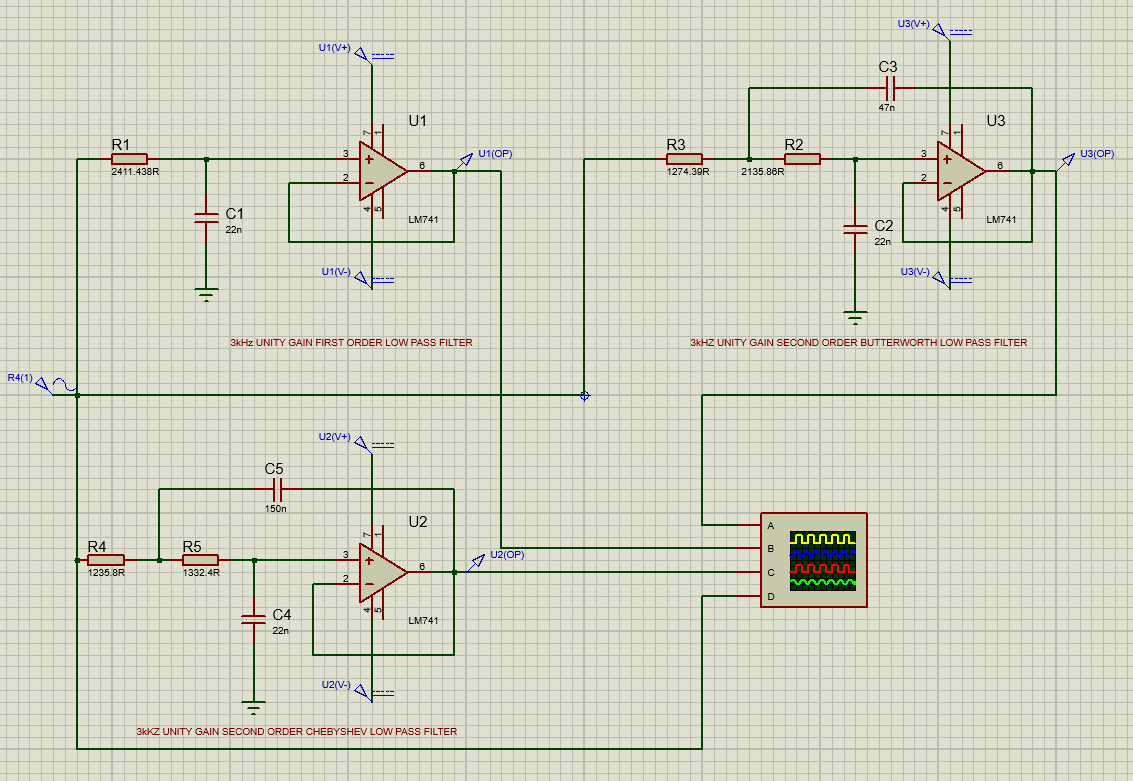 U3(V+)
U1(V+)
C3
47n
R1
2411.438R
7
1
3
2
6
4
5
U1
LM741
U1(OP)
C1
22n
U1(V-)
R3
1274.39R
R2
2135.86R
7
1
3
2
6
4
5
U3
LM741
U3(OP)
C2
22n
U3(V-)
3kHz UNITY GAIN FIRST ORDER LOW PASS FILTER
3kHZ UNITY GAIN SECOND ORDER BUTTERWORTH LOW PASS FILTER
R4(1)
U2(V+)
C5
150n
R4
1235.8R
R5
1332.4R
7
1
3
2
6
4
5
U2
LM741
U2(OP)
C4
22n
U2(V-)
A
B
C
D
3kKZ UNITY GAIN SECOND ORDER CHEBYSHEV LOW PASS FILTER